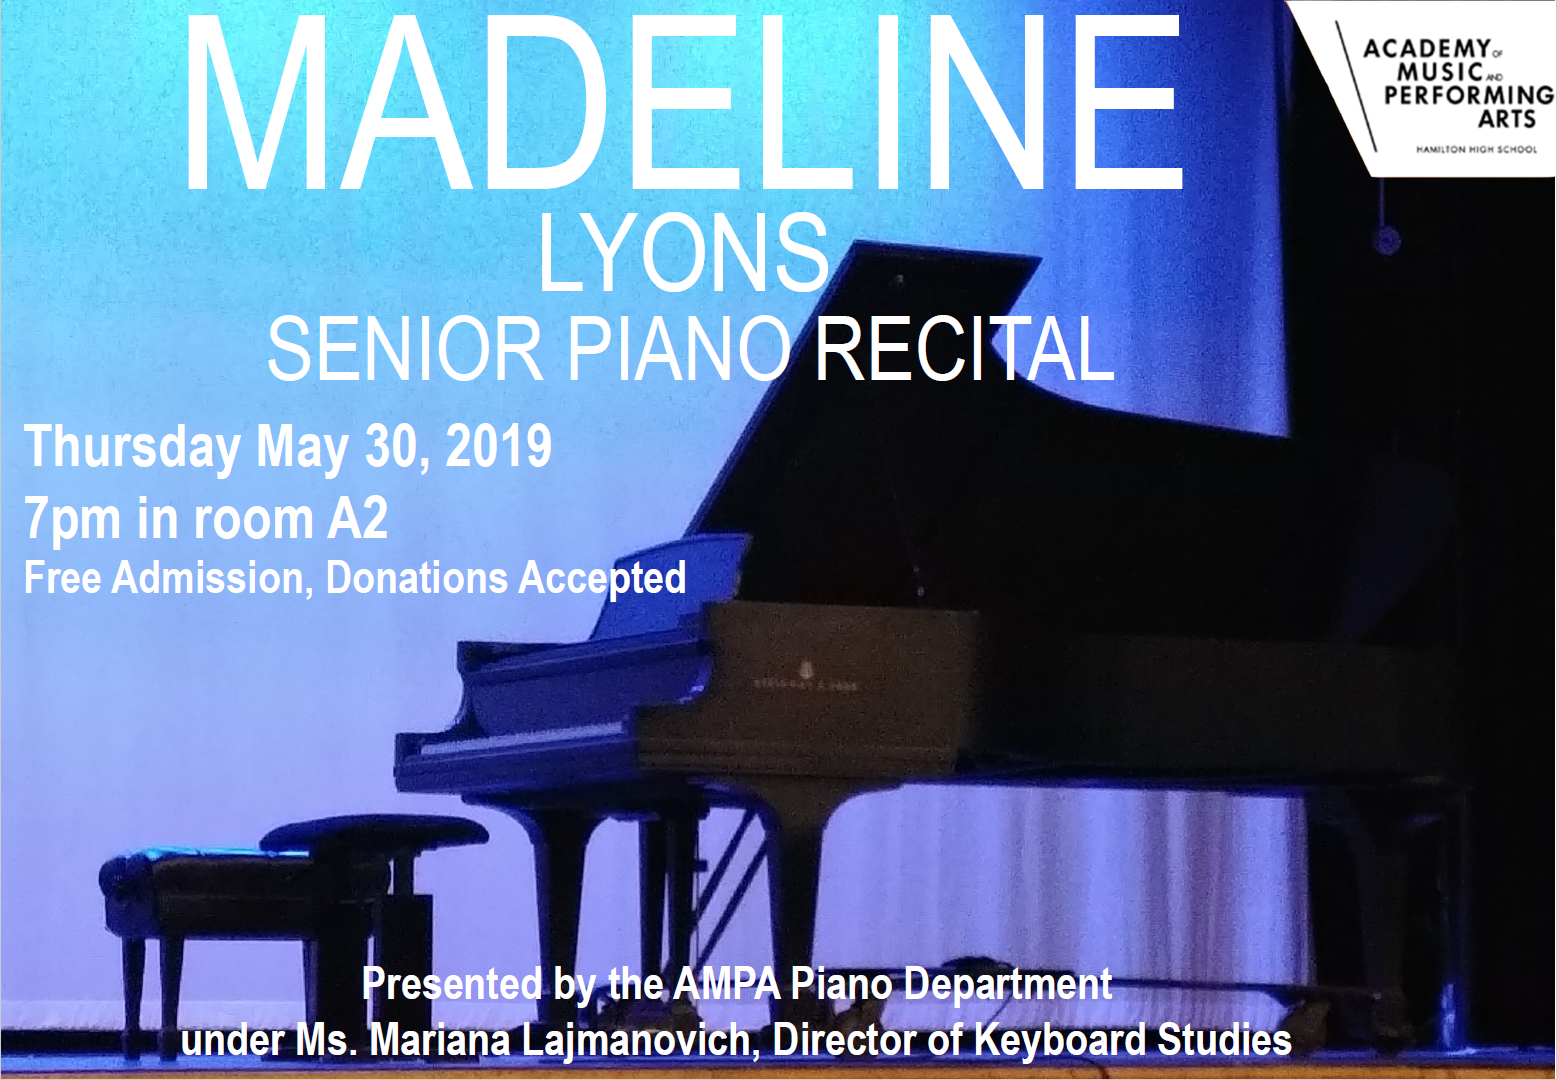 MADELINE
LYONS
SENIOR PIANO RECITAL
ACADEMY OF
MUSIC AND
PERFORMING
ARTS
HAMILTON HIGH SCHOOL
Thursday May 30, 2019
7pm in room A2
Free Admission, Donations Accepted
STEINWAY & SONS
Presented by the AMPA Piano Department
under Ms. Mariana Lajmanovich, Director of Keyboard Studies